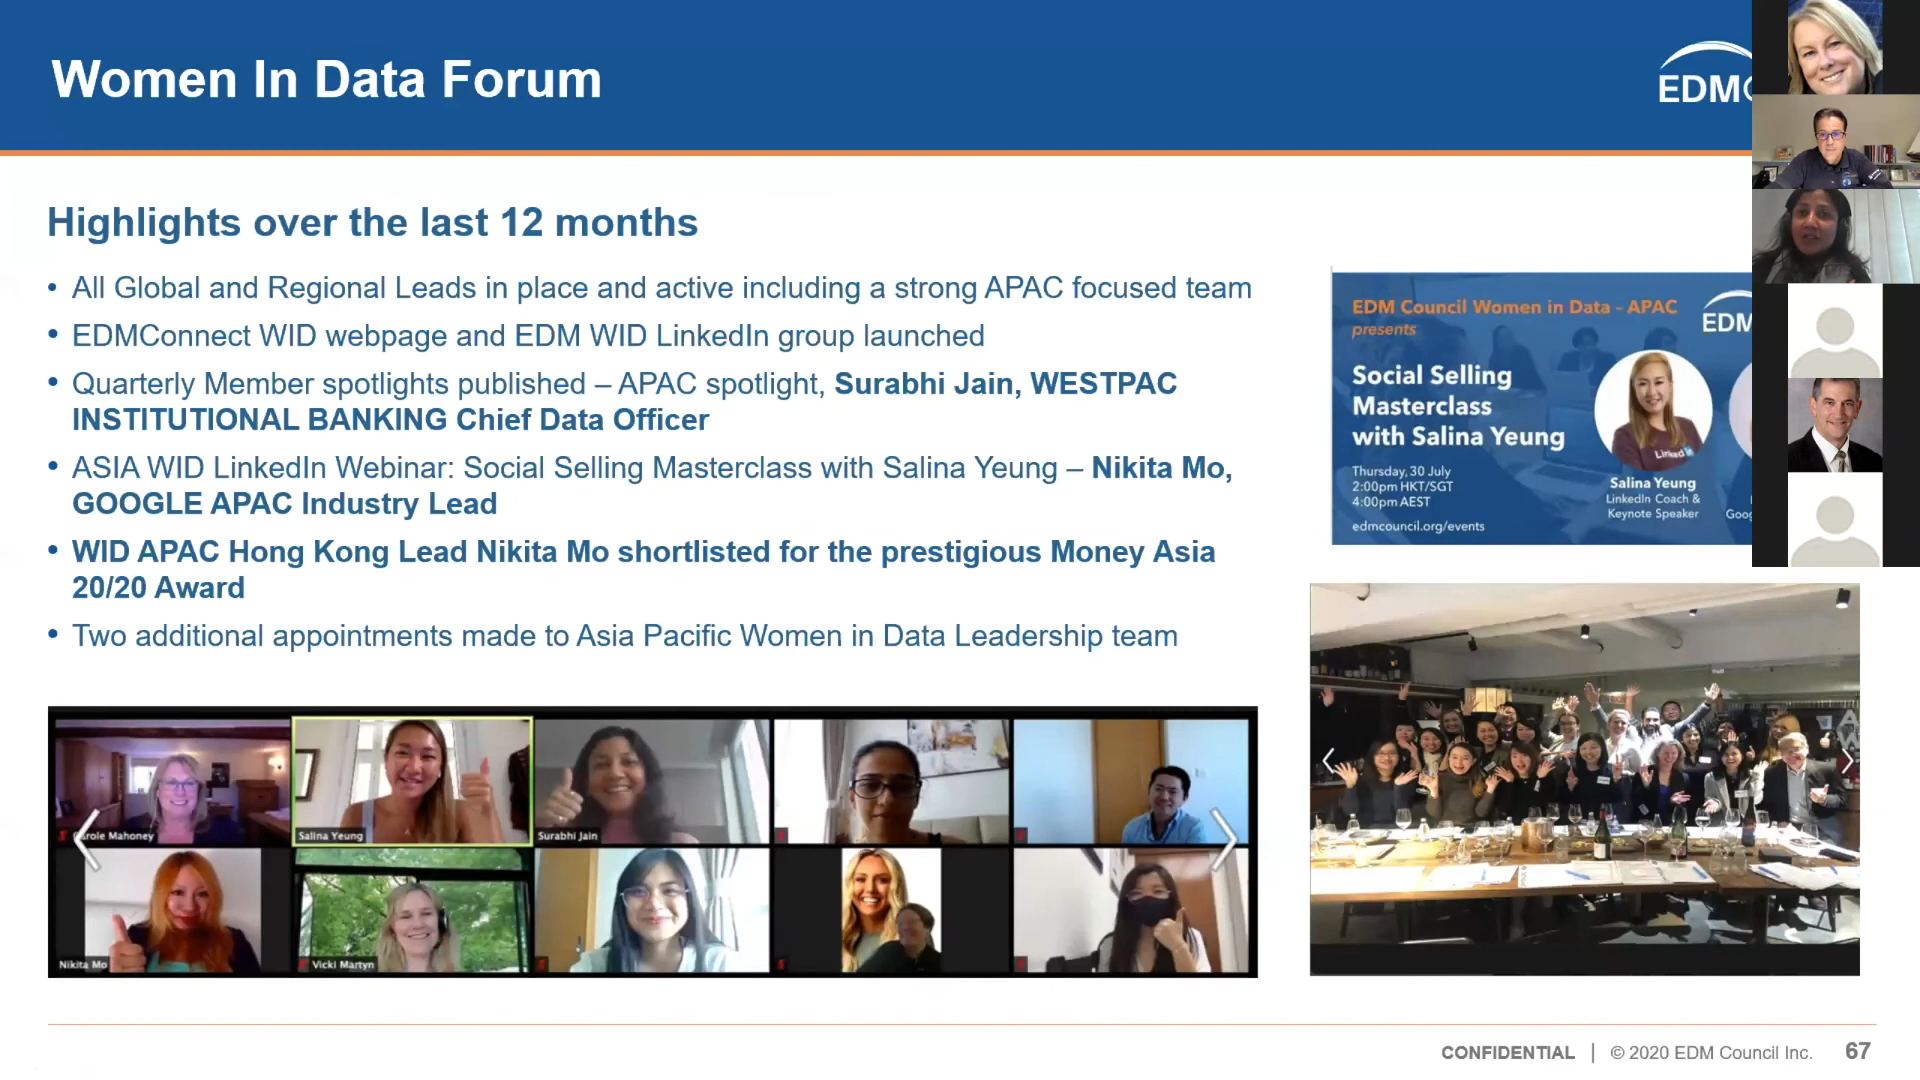 Women In Data Forum
EDM
Highlights over the last 12 months
• All Global and Regional Leads in place and active including a strong APAC focused team
• EDMConnect WID webpage and EDM WID LinkedIn group launched
• Quarterly Member spotlights published – APAC spotlight, Surabhi Jain, WESTPAC
INSTITUTIONAL BANKING Chief Data Officer
• ASIA WID LinkedIn Webinar: Social Selling Masterclass with Salina Yeung – Nikita Mo,
GOOGLE APAC Industry Lead
• WID APAC Hong Kong Lead Nikita Mo shortlisted for the prestigious Money Asia
20/20 Award
• Two additional appointments made to Asia Pacific Women in Data Leadership team
EDM Council Women in Data - APAC
presents
EDM
Social Selling
Masterclass
with Salina Yeung
Linked in
Thursday, 30 July
2:00pm HKT/SGT
4:00pm AEST
edmcouncil.org/events
Salina Yeung
LinkedIn Coach &
Keynote Speaker
Goog
Mahoney
Salina Yeung
Surabhi Jain
Nikita Mo
Vicki Martyn
CONFIDENTIAL | © 2020 EDM Council Inc. 67